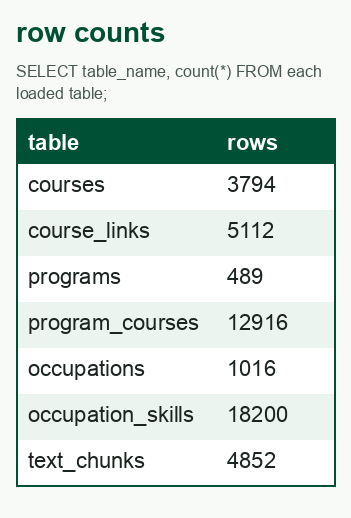 row counts
SELECT table_name, count(*) FROM each
loaded table;
table rows
courses 3794
course_links 5112
programs 489
program_courses 12916
occupations 1016
occupation_skills 18200
text_chunks 4852